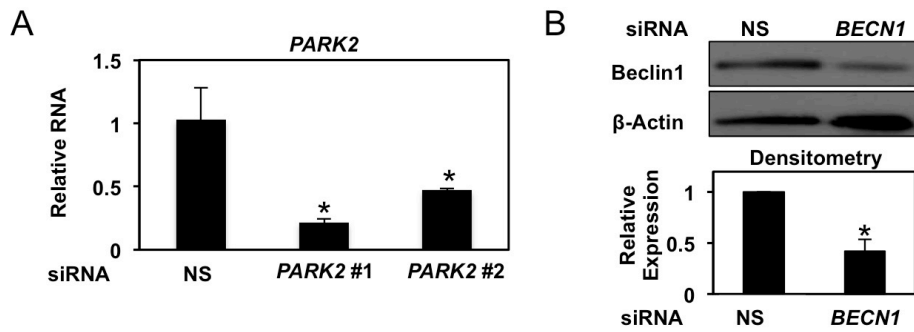 A
PARK2
Relative RNA
1.5
1
0.5
0
*
*
siRNA NS PARK2 #1 PARK2 #2
B
siRNA NS BECN1
Beclin1
β-Actin
Densitometry
Relative
Expression
1
0.5
0
*
siRNA NS BECN1